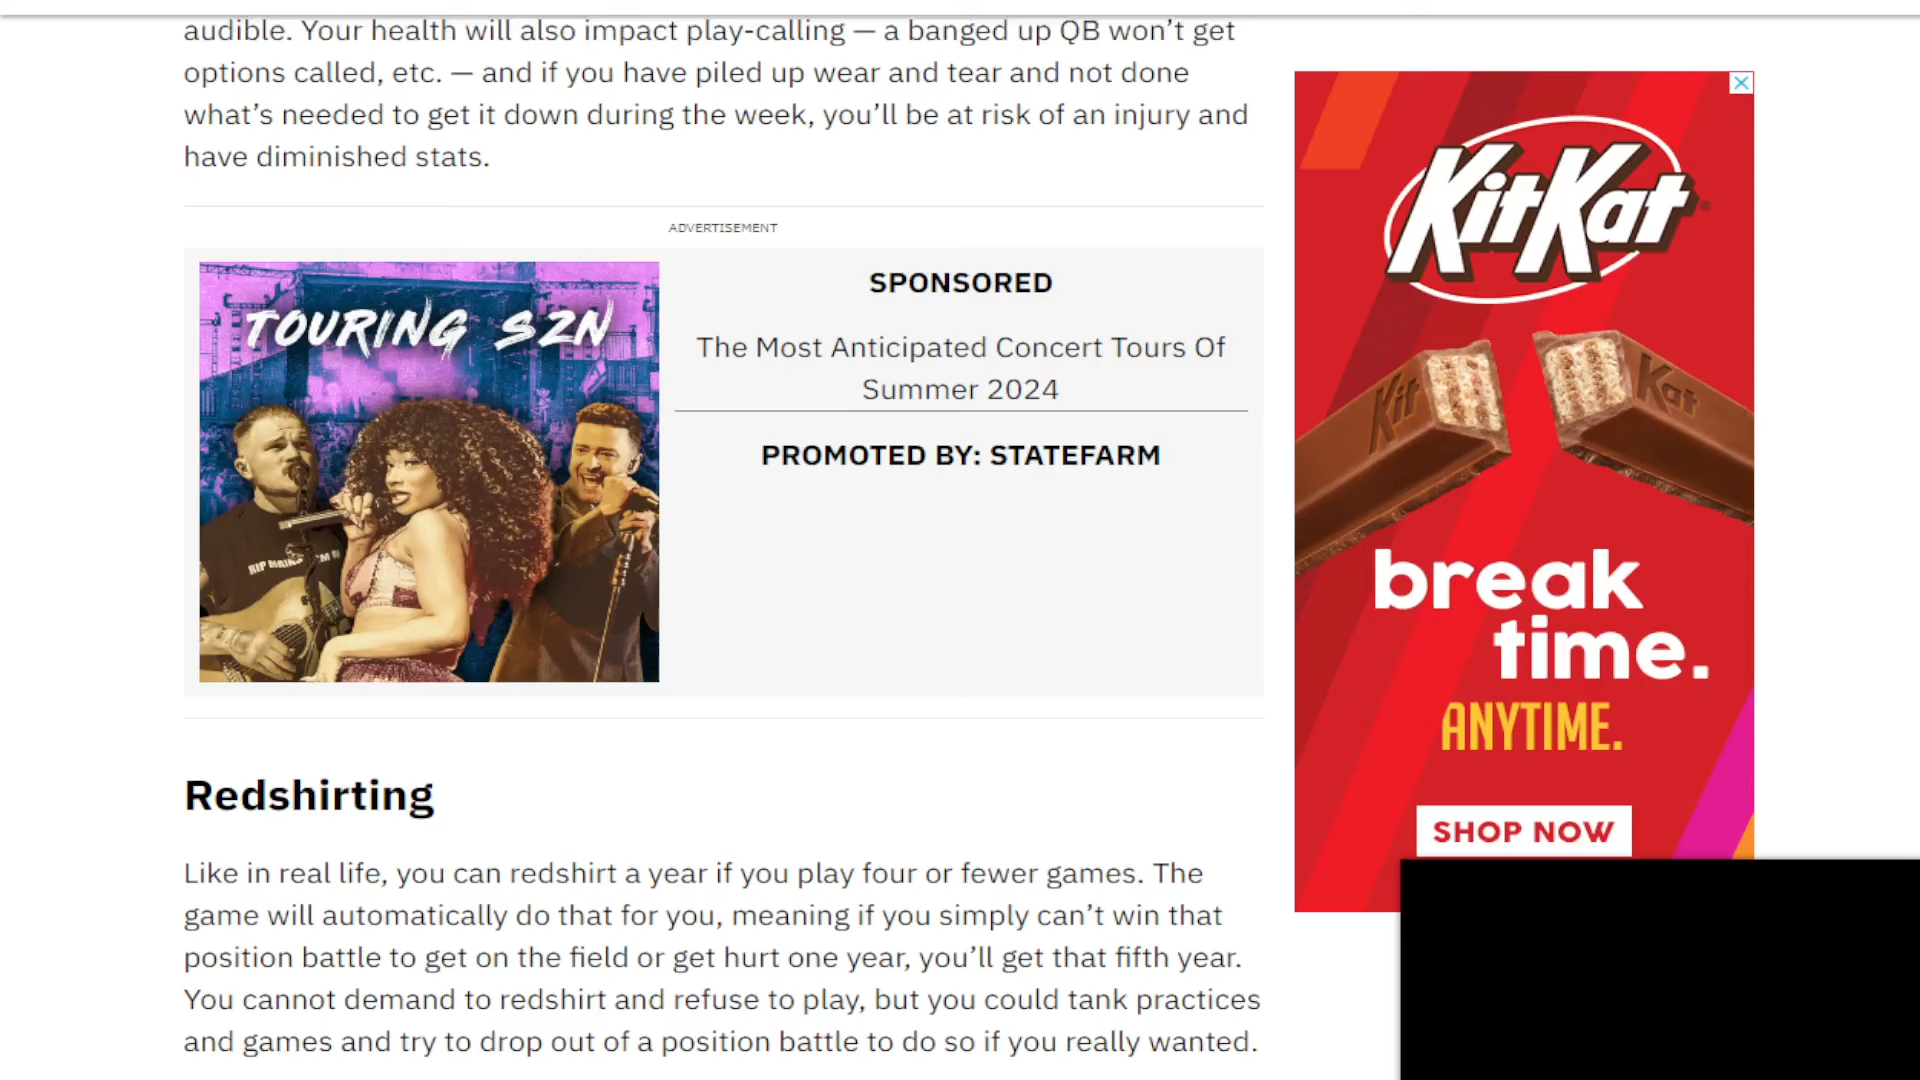 audible. Your health will also impact play-calling — a banged up QB won’t get
options called, etc. — and if you have piled up wear and tear and not done
what’s needed to get it down during the week, you’ll be at risk of an injury and
have diminished stats.
ADVERTISEMENT
TOURING SZN
SPONSORED
The Most Anticipated Concert Tours Of
Summer 2024
PROMOTED BY: STATEFARM
Redshirting
Like in real life, you can redshirt a year if you play four or fewer games. The
game will automatically do that for you, meaning if you simply can’t win that
position battle to get on the field or get hurt one year, you’ll get that fifth year.
You cannot demand to redshirt and refuse to play, but you could tank practices
and games and try to drop out of a position battle to do so if you really wanted.
KitKat
Kit
Kat
break
time.
ANYTIME.
SHOP NOW